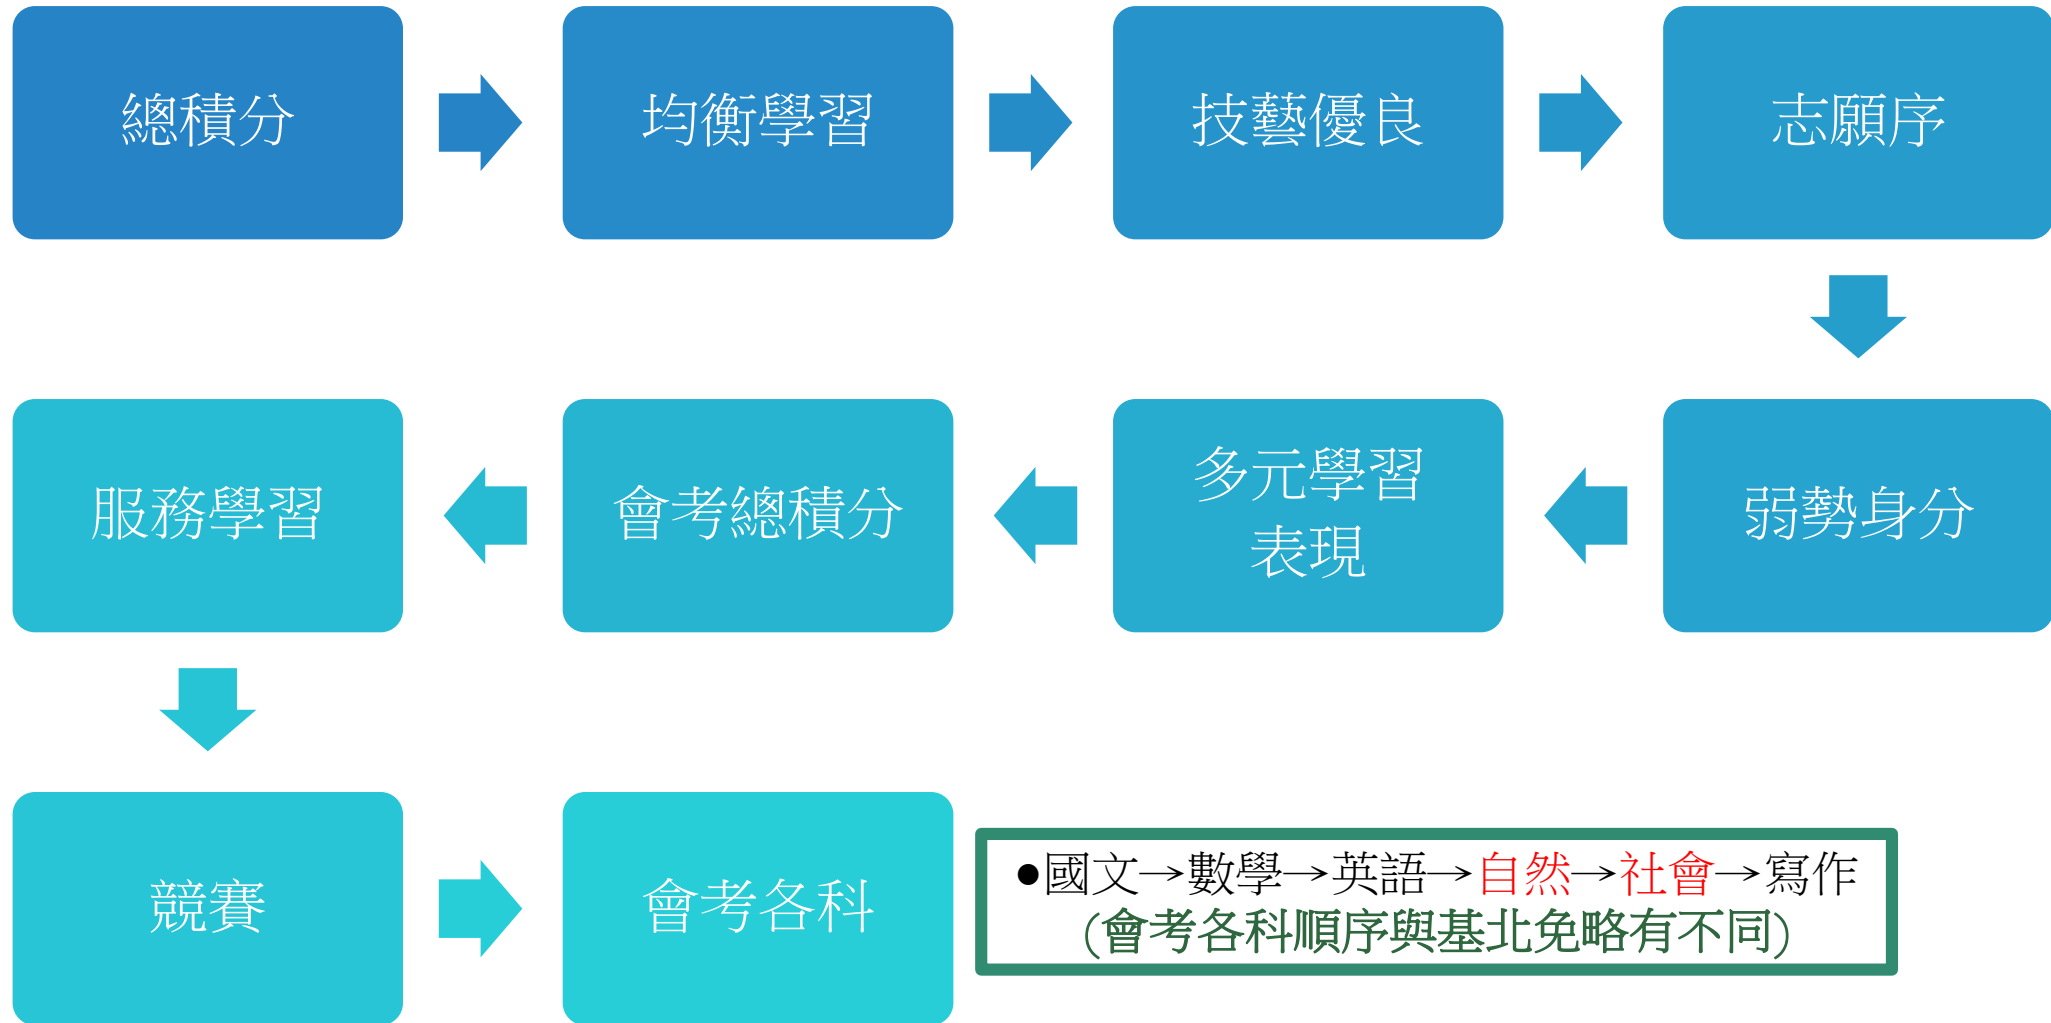 總積分
均衡學習
技藝優良
志願序
弱勢身分
多元學習
表現
會考總積分
服務學習
競賽
會考各科
●國文→數學→英語→自然→社會→寫作
(會考各科順序與基北免略有不同)